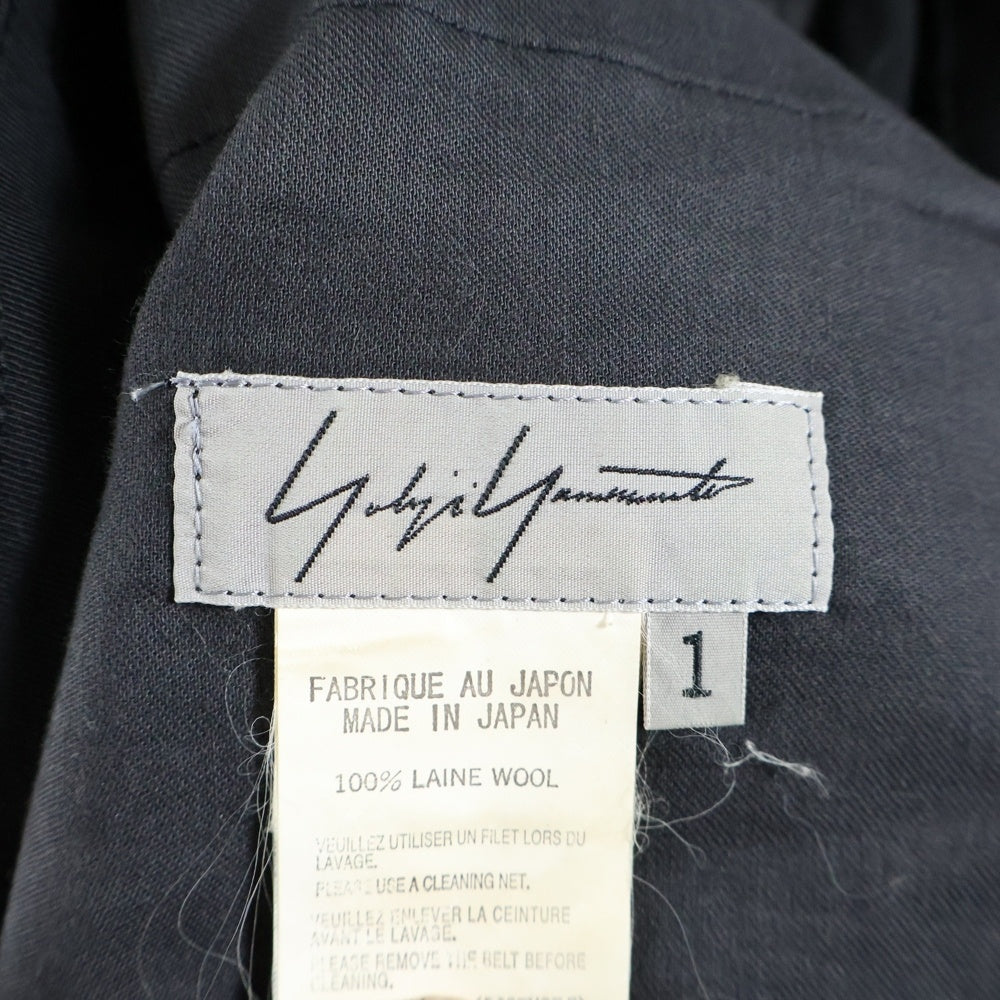 Yohji Yamamoto
1
FABRIQUE AU JAPON
MADE IN JAPAN
100% LAINE WOOL
VEUILLEZ UTILISER UN FILET LORS DU
LAVAGE.
PLEASE USE A CLEANING NET.
VEUILLEZ ENLEVER LA CEINTURE
AVANT LE LAVAGE.
PLEASE REMOVE THE BELT BEFORE
CLEANING.